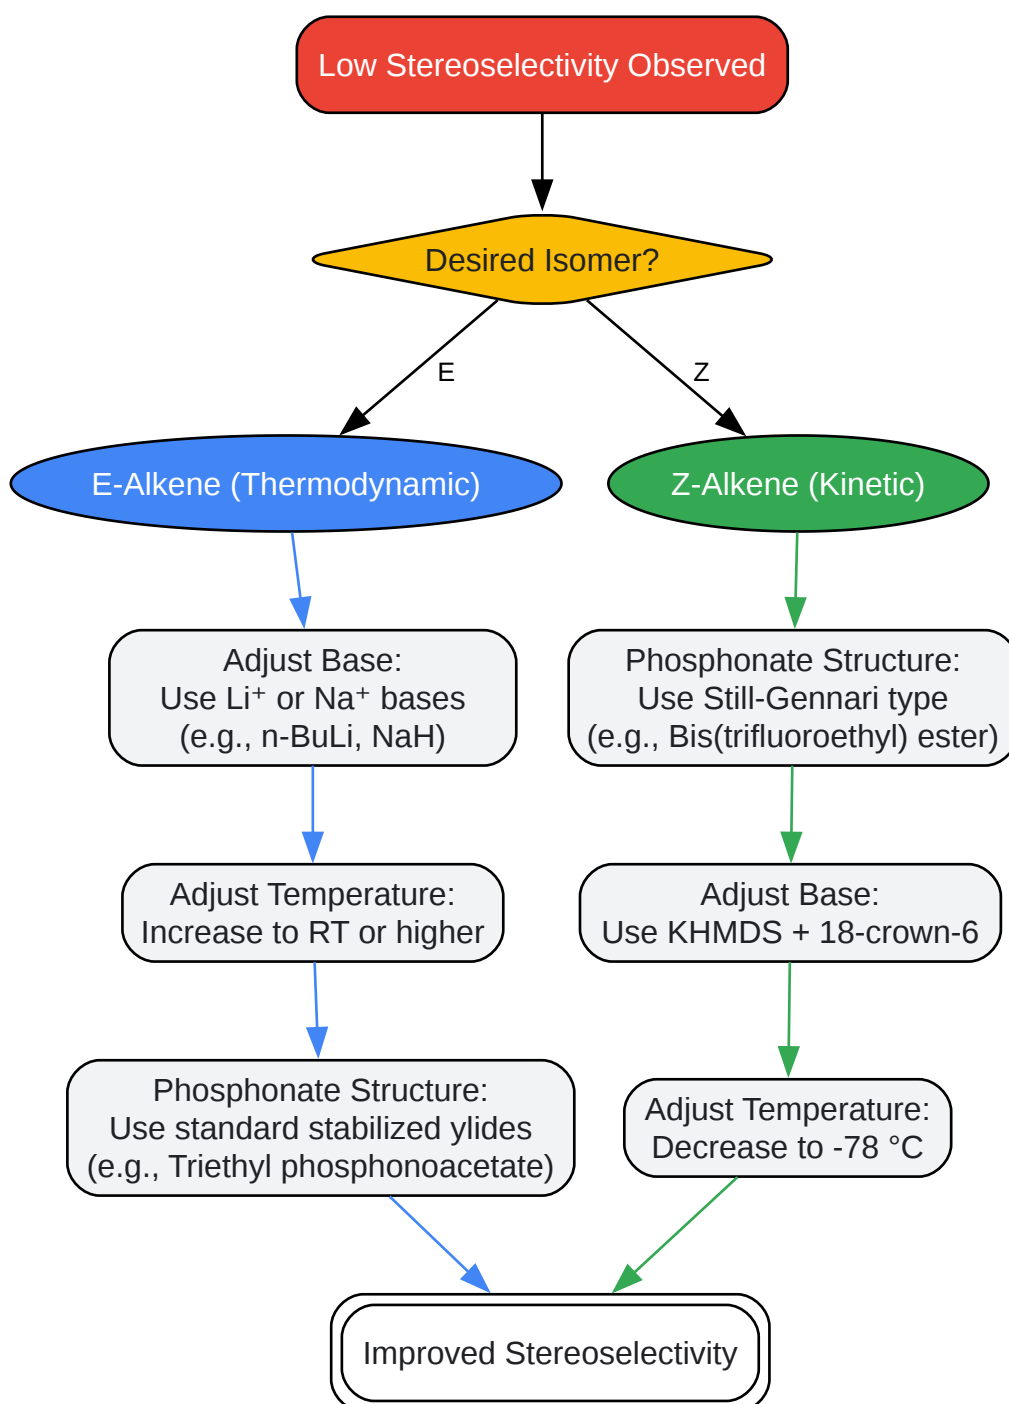 Low Stereoselectivity Observed
Desired Isomer?
E
Z
E-Alkene (Thermodynamic)
Z-Alkene (Kinetic)
Adjust Base:
Use Li⁺ or Na⁺ bases
(e.g., n-BuLi, NaH)
Phosphonate Structure:
Use Still-Gennari type
(e.g., Bis(trifluoroethyl) ester)
Adjust Temperature:
Increase to RT or higher
Adjust Base:
Use KHMDS + 18-crown-6
Phosphonate Structure:
Use standard stabilized ylides
(e.g., Triethyl phosphonoacetate)
Adjust Temperature:
Decrease to -78 °C
Improved Stereoselectivity